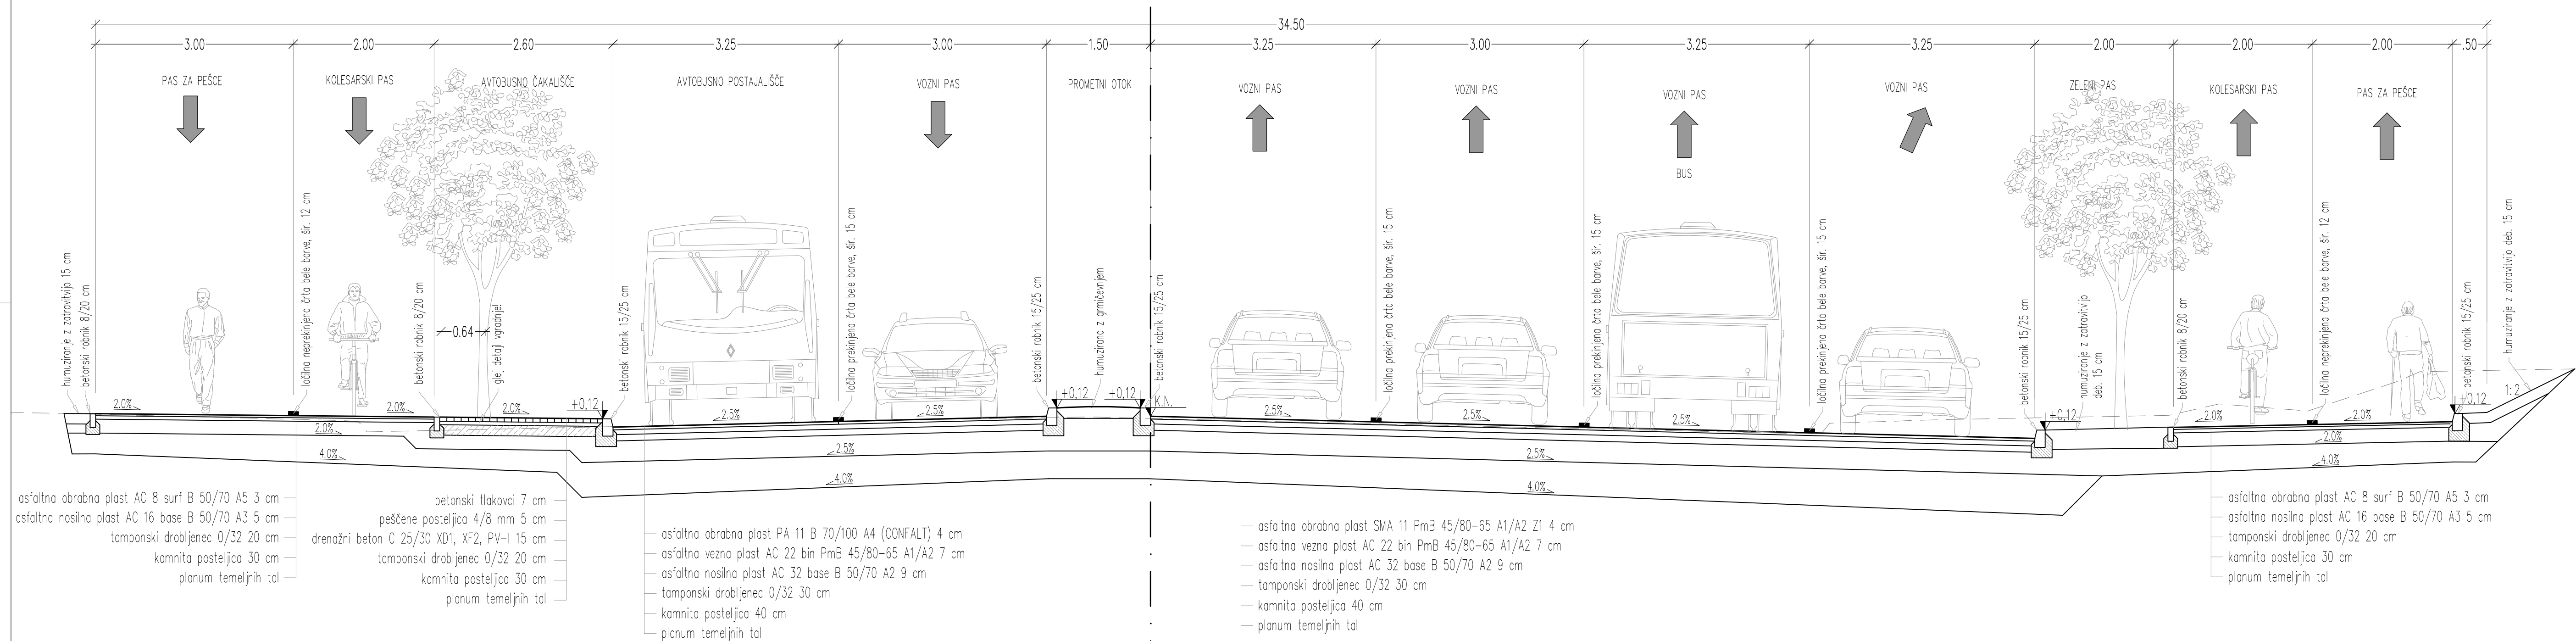 34.50
3.00 2.00 2.60 3.25 3.00 1.50 3.25 3.00 3.25 3.25 2.00 2.00 2.00 .50
PAS ZA PEŠCE
KOLESARSKI PAS
AVTOBUSNO ČAKALIŠČE
AVTOBUSNO POSTAJALIŠČE
VOZNI PAS
PROMETNI OTOK
VOZNI PAS
VOZNI PAS
VOZNI PAS
BUS
VOZNI PAS
ZELENI PAS
KOLESARSKI PAS
PAS ZA PEŠCE
humuziranje z zatravitvijo 15 cm
betonski robnik 8/20 cm
ločilna neprekinjena črta bele barve, šir. 12 cm
betonski robnik 8/20 cm
0.64
glej detajl vgradnje!
betonski robnik 15/25 cm
ločilna prekinjena črta bele barve, šir. 15 cm
betonski robnik 15/25 cm
humuzirano z grmičevnjem
betonski robnik 15/25 cm
ločilna prekinjena črta bele barve, šir. 15 cm
ločilna prekinjena črta bele barve, šir. 15 cm
ločilna prekinjena črta bele barve, šir. 15 cm
betonski robnik 15/25 cm
humuziranje z zatravitvijo
deb. 15 cm
betonski robnik 8/20 cm
ločilna neprekinjena črta bele barve, šir. 12 cm
betonski robnik 15/25 cm
humuziranje z zatravitvijo deb. 15 cm
1:2
2.0% 2.0% 2.0% +0,12 2.5% 2.5% +0,12 +0,12 K.N. 2.5% 2.5% 2.5% +0,12 2.0% 2.0% +0,12
2.0% 2.5% 2.5% 2.0%
4.0% 4.0% 4.0% 4.0%
asfaltna obrabna plast AC 8 surf B 50/70 A5 3 cm
asfaltna nosilna plast AC 16 base B 50/70 A3 5 cm
tamponski drobljenec 0/32 20 cm
kamnita posteljica 30 cm
planum temeljnih tal
betonski tlakovci 7 cm
peščene posteljica 4/8 mm 5 cm
drenažni beton C 25/30 XD1, XF2, PV-I 15 cm
tamponski drobljenec 0/32 20 cm
kamnita posteljica 30 cm
planum temeljnih tal
asfaltna obrabna plast PA 11 B 70/100 A4 (CONFALT) 4 cm
asfaltna vezna plast AC 22 bin PmB 45/80-65 A1/A2 7 cm
asfaltna nosilna plast AC 32 base B 50/70 A2 9 cm
tamponski drobljenec 0/32 30 cm
kamnita posteljica 40 cm
planum temeljnih tal
asfaltna obrabna plast SMA 11 PmB 45/80-65 A1/A2 Z1 4 cm
asfaltna vezna plast AC 22 bin PmB 45/80-65 A1/A2 7 cm
asfaltna nosilna plast AC 32 base B 50/70 A2 9 cm
tamponski drobljenec 0/32 30 cm
kamnita posteljica 40 cm
planum temeljnih tal
asfaltna obrabna plast AC 8 surf B 50/70 A5 3 cm
asfaltna nosilna plast AC 16 base B 50/70 A3 5 cm
tamponski drobljenec 0/32 20 cm
kamnita posteljica 30 cm
planum temeljnih tal